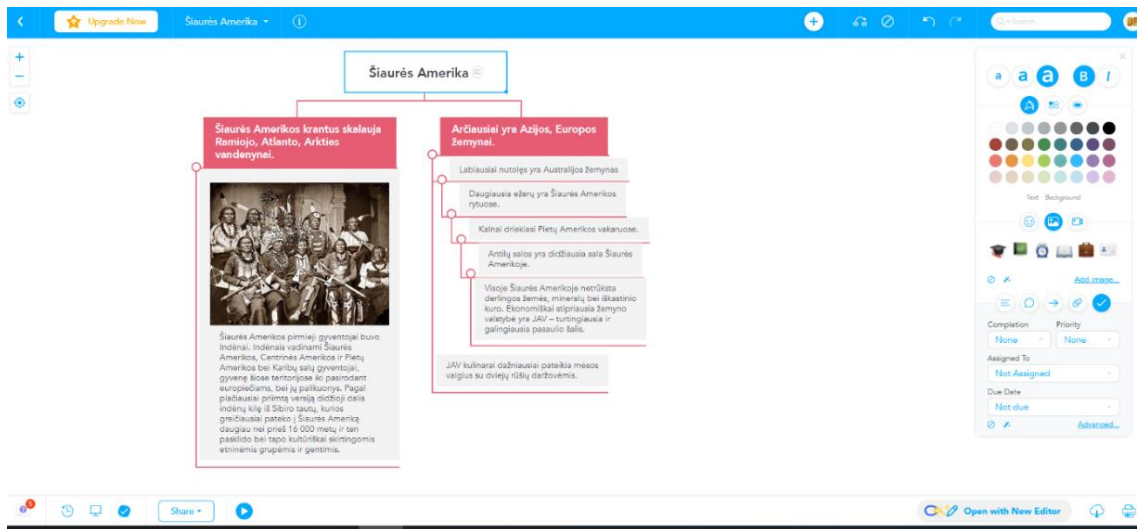 Upgrade Now
Šiaurės Amerika
Search
Šiaurės Amerika
Šiaurės Amerikos krantus skalauja
Ramiojo, Atlanto, Arkties
vandenynai.
Šiaurės Amerikos pirmieji gyventojai buvo
Indėnai. Indėnais vadinami Šiaurės
Amerikos, Centrinės Amerikos ir Pietų
Amerikos bei Karibų salų gyventojai,
gyvenę šiose teritorijose iki pasirodant
europiečiams, bei jų palikuonys. Pagal
plačiausiai priimtą versiją didžioji dalis
indėnų kilę iš Sibiro tautų, kurios
greičiausiai pateko į Šiaurės Ameriką
daugiau nei prieš 16 000 metų ir ten
pasklido bei tapo kultūriškai skirtingomis
etninėmis grupėmis ir gentimis.
Arčiausiai yra Azijos, Europos
žemynai.
Labiausiai nutolęs yra Australijos žemynas
Daugiausia ežerų yra Šiaurės Amerikos
rytuose.
Kalnai driekiasi Pietų Amerikos vakaruose.
Antilų salos yra didžiausia sala Šiaurės
Amerikoje.
Visoje Šiaurės Amerikoje netrūksta
derlingos žemės, mineralų bei iškastinio
kuro. Ekonomiškai stipriausia žemyno
valstybė yra JAV – turtingiausia ir
galingiausia pasaulio šalis.
JAV kulinarai dažniausiai pateikia mėsos
valgius su dviejų rūšių daržovėmis.
a a a B I
Text Background
Add image...
Completion Priority
None None
Assigned To
Not Assigned
Due Date
Not due
Advanced...
5
Share
Open with New Editor